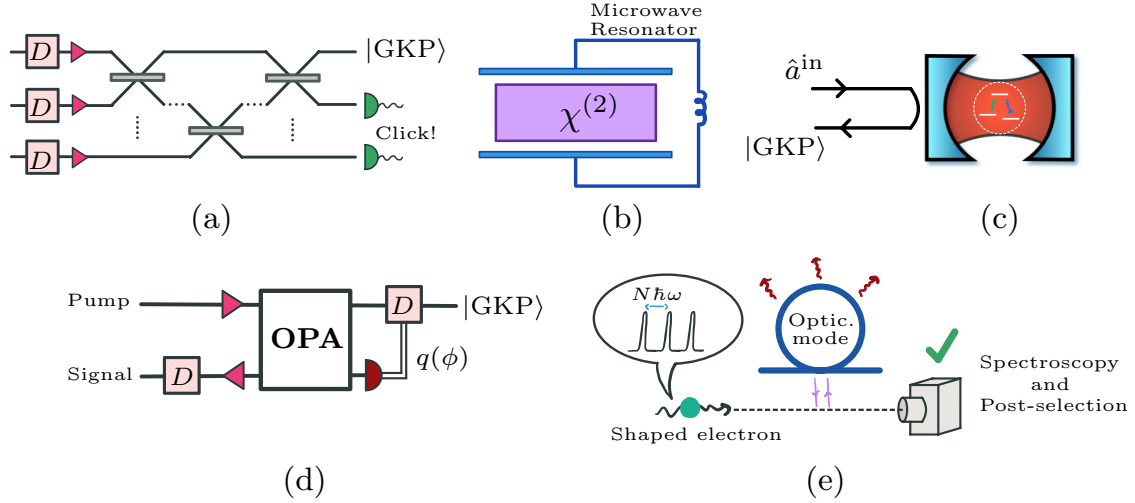 D
|GKP⟩
D
Click!
D
(a)
Microwave
Resonator
χ(2)
(b)
âⁱⁿ
|GKP⟩
(c)
Pump
OPA
D
|GKP⟩
Signal
D
q(ϕ)
(d)
Nℏω
Optic.
mode
Shaped electron
Spectroscopy
and
Post-selection
(e)